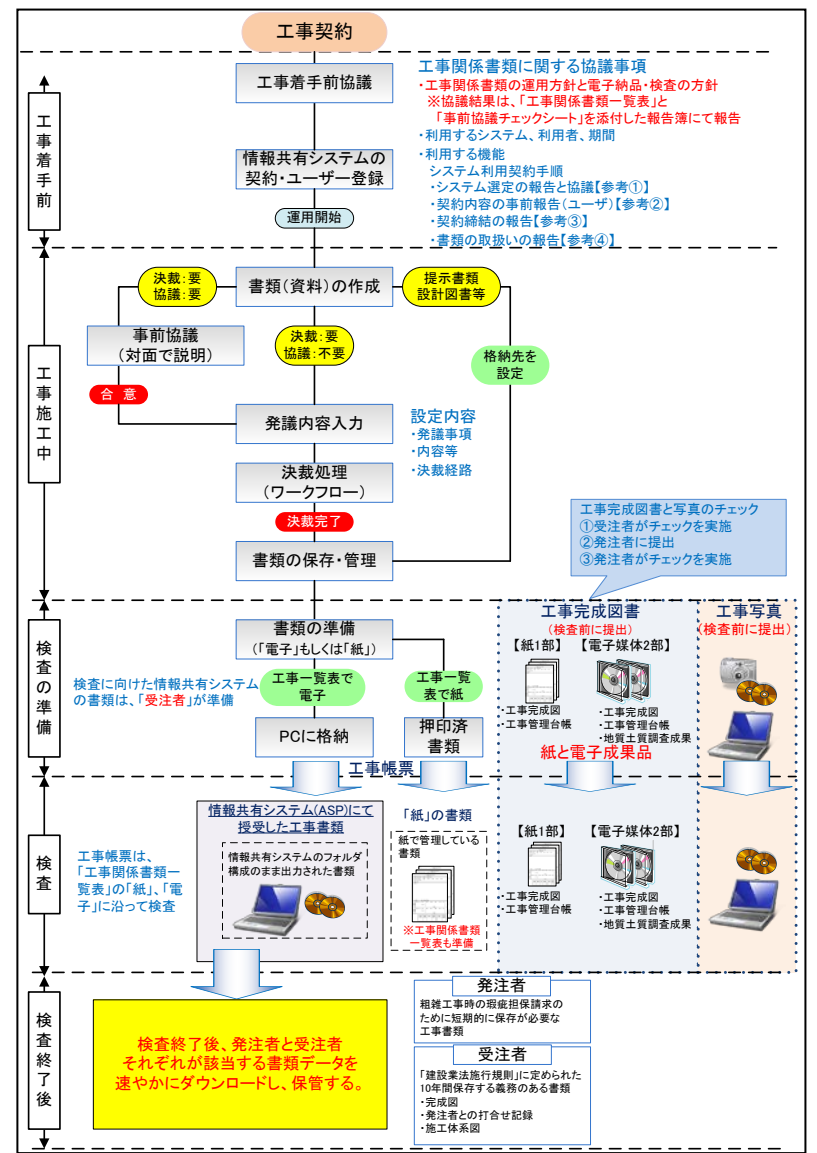 工事契約
工事着手前
工事着手前協議
工事関係書類に関する協議事項
・工事関係書類の運用方針と電子納品・検査の方針
※協議結果は、「工事関係書類一覧表」と
「事前協議チェックシート」を添付した報告簿にて報告
・利用するシステム、利用者、期間
・利用する機能
システム利用契約手順
・システム選定の報告と協議【参考①】
・契約内容の事前報告(ユーザ)【参考②】
・契約締結の報告【参考③】
・書類の取扱いの報告【参考④】
情報共有システムの
契約・ユーザー登録
運用開始
工事施工中
決裁:要
協議:要
書類(資料)の作成
提示書類
設計図書等
事前協議
(対面で説明)
決裁:要
協議:不要
格納先を
設定
合 意
発議内容入力
設定内容
・発議事項
・内容等
・決裁経路
決裁処理
(ワークフロー)
決裁完了
書類の保存・管理
工事完成図書と写真のチェック
①受注者がチェックを実施
②発注者に提出
③発注者がチェックを実施
検査の準備
書類の準備
(「電子」もしくは「紙」)
検査に向けた情報共有システム
の書類は、「受注者」が準備
工事一覧表で
電子
工事一覧
表で紙
PCに格納
押印済
書類
工事帳票
工事完成図書
(検査前に提出)
【紙1部】
【電子媒体2部】
・工事完成図
・工事管理台帳
・工事完成図
・工事管理台帳
・地質土質調査成果
紙と電子成果品
工事写真
(検査前に提出)
検査
工事帳票は、
「工事関係書類一
覧表」の「紙」、「電
子」に沿って検査
情報共有システム(ASP)にて
授受した工事書類
情報共有システムのフォルダ
構成のまま出力された書類
「紙」の書類
紙で管理している
書類
※工事関係書類
一覧表も準備
【紙1部】
【電子媒体2部】
・工事完成図
・工事管理台帳
・工事完成図
・工事管理台帳
・地質土質調査成果
検査終了後
検査終了後、発注者と受注者
それぞれが該当する書類データを
速やかにダウンロードし、保管する。
発注者
粗雑工事時の瑕疵担保請求の
ために短期的に保存が必要な
工事書類
受注者
「建設業法施行規則」に定められた
10年間保存する義務のある書類
・完成図
・発注者との打合せ記録
・施工体系図